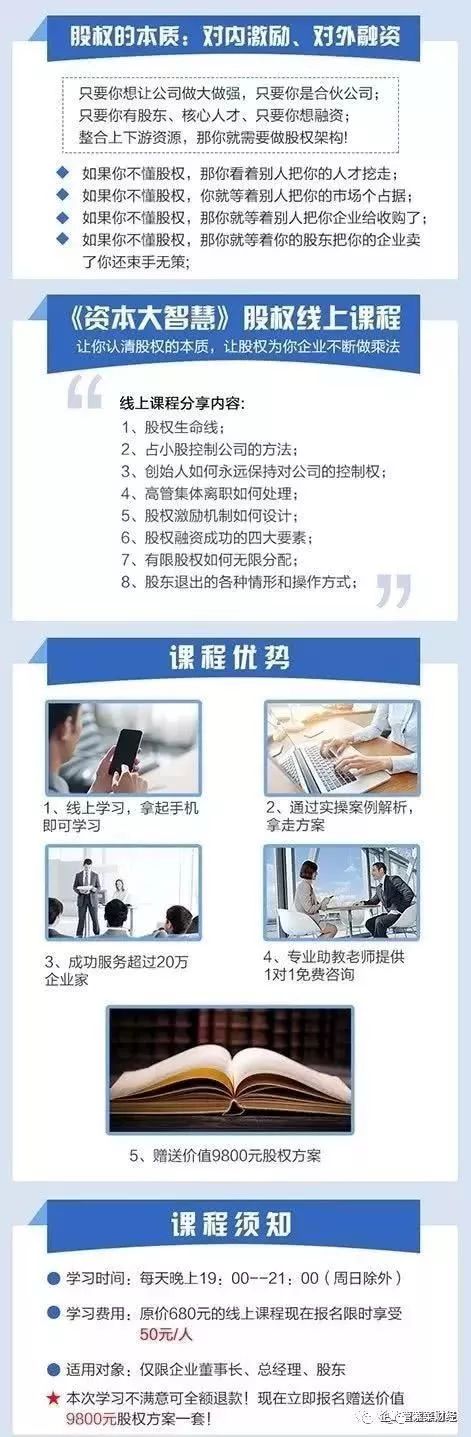 股权的本质：对内激励、对外融资
只要你想让公司做大做强，只要你是合伙公司；
只要你有股东、核心人才、只要你想融资；
整合上下游资源，那你就需要做股权架构!
如果你不懂股权，那你看着别人把你的人才挖走；
如果你不懂股权，你就等着别人把你的市场个占据；
如果你不懂股权，那你就等着别人把你企业给收购了；
如果你不懂股权，那你就等着你的股东把你的企业卖
了你还束手无策；
《资本大智慧》股权线上课程
让你认清股权的本质，让股权为你企业不断做乘法
线上课程分享内容：
1、股权生命线；
2、占小股控制公司的方法；
3、创始人如何永远保持对公司的控制权；
4、高管集体离职如何处理；
5、股权激励机制如何设计；
6、股权融资成功的四大要素；
7、有限股权如何无限分配；
8、股东退出的各种情形和操作方式；
课程优势
1、线上学习，拿起手机
即可学习
2、通过实操案例解析，
拿走方案
3、成功服务超过20万
企业家
4、专业助教老师提供
1对1免费咨询
5、赠送价值9800元股权方案
课程须知
学习时间：每天晚上19：00--21：00（周日除外）
学习费用：原价680元的线上课程现在报名限时享受
50元/人
适用对象：仅限企业董事长、总经理、股东
★ 本次学习不满意可全额退款！现在立即报名赠送价值
9800元股权方案一套！